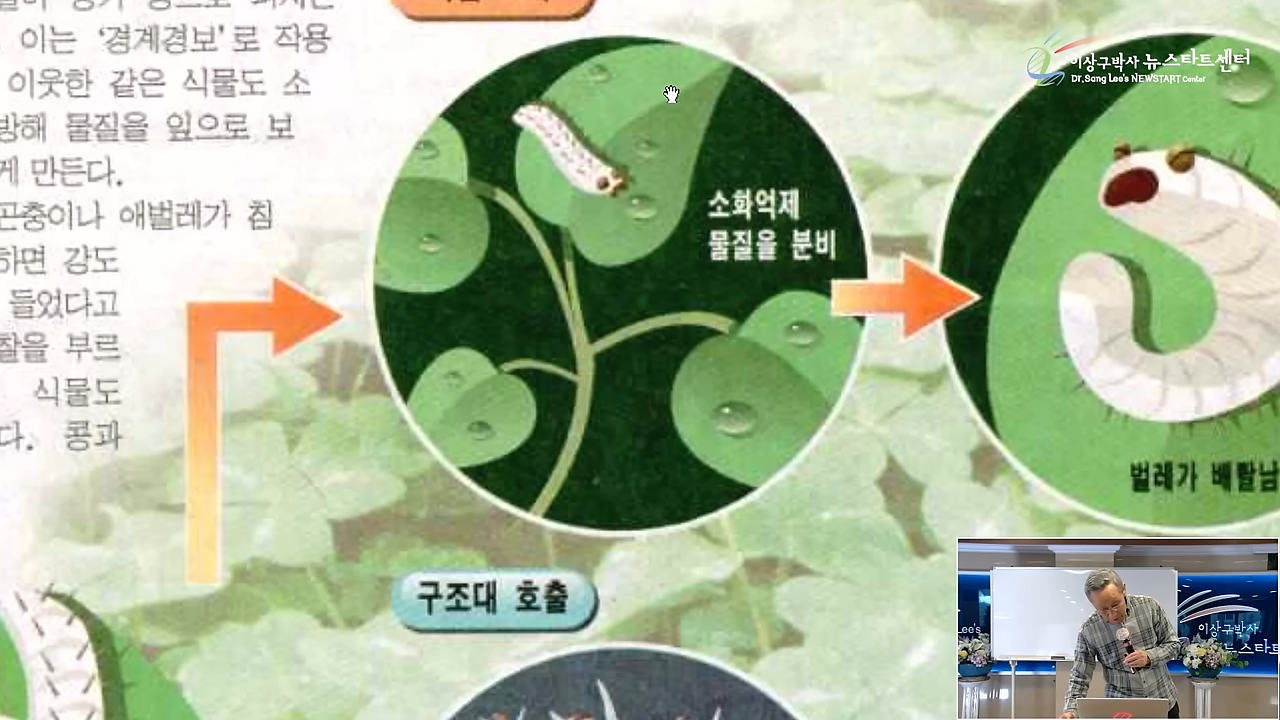 이는 '경계경보'로 작용
이웃한 같은 식물도 소
방해 물질을 잎으로 보
게 만든다.
곤충이나 애벌레가 침
하면 강도
들었다고
찰을 부르
식물도
다. 콩과
소화억제
물질을 분비
벌레가 배탈남
구조대 호출
이상구박사 뉴스타트센터
Dr.Sang Lee's NEWSTART Center
Lee's
이상구박사
뉴스타트